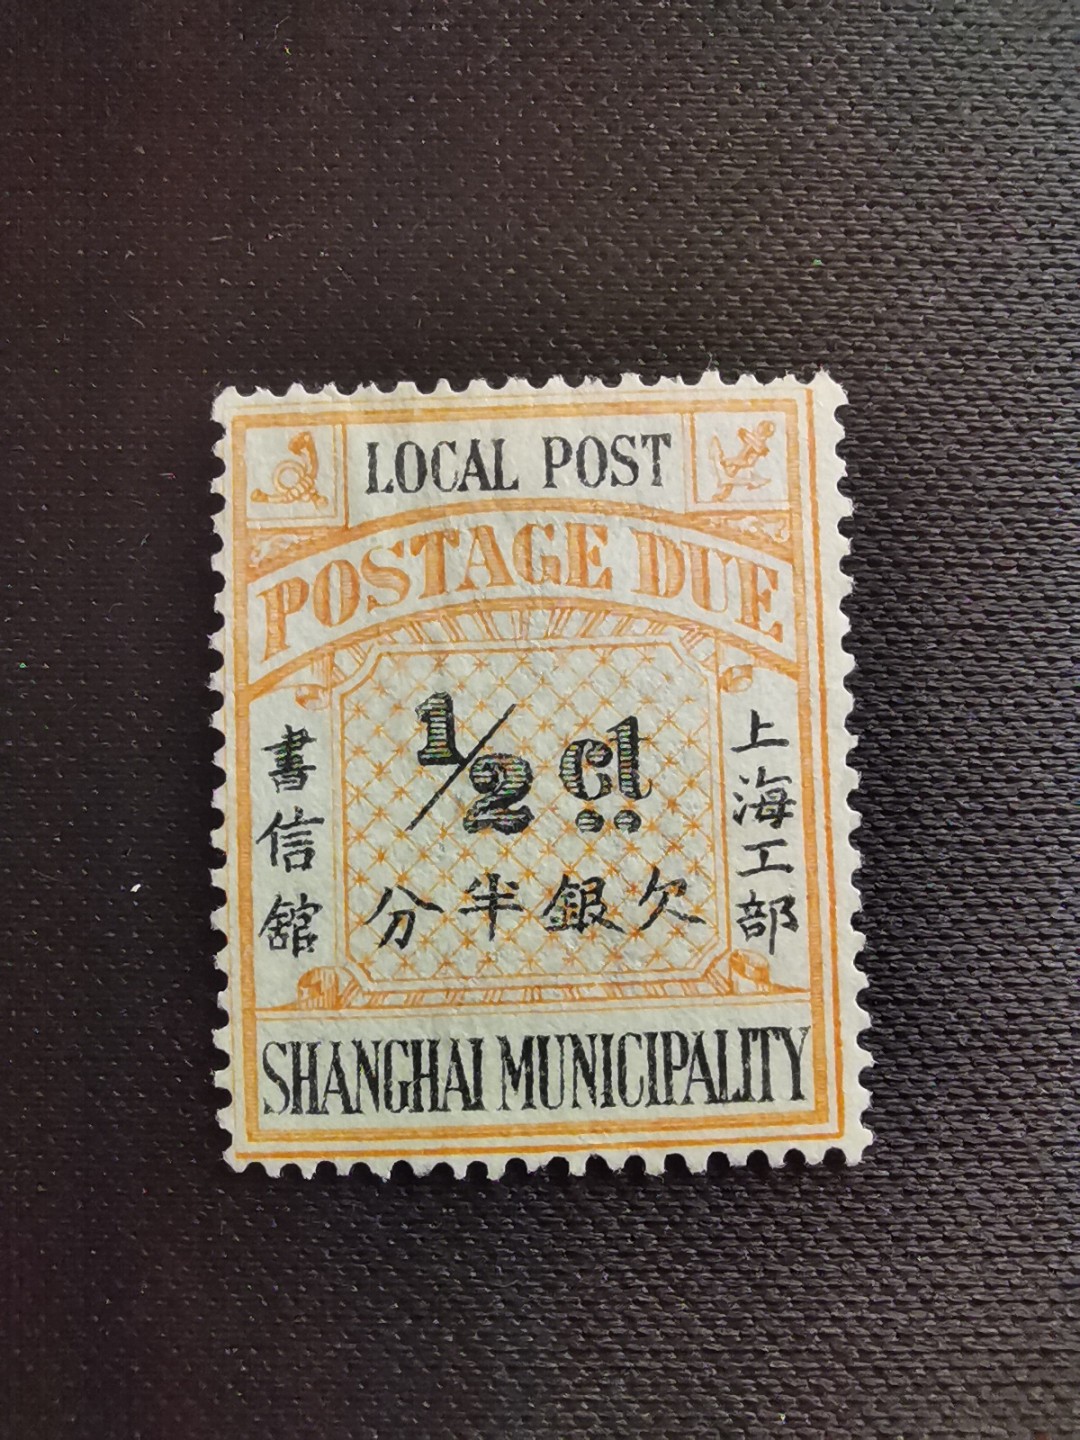 LOCAL POST
POSTAGE DUE
1/2 ct
分半銀欠
上海工部
書信舘
SHANGHAI MUNICIPALITY